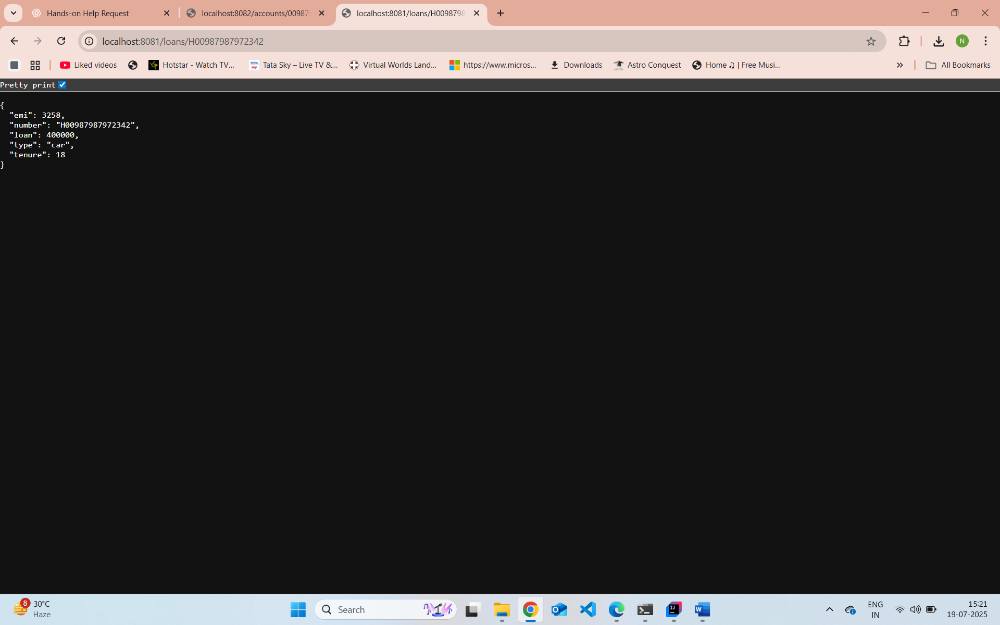 Hands-on Help Request
localhost:8082/accounts/00987
localhost:8081/loans/H0098798
localhost:8081/loans/H00987987972342
N
Liked videos
Hotstar - Watch TV...
TATA sky
Tata Sky – Live TV &...
Virtual Worlds Land...
https://www.micros...
Downloads
Astro Conquest
Home ♫ | Free Musi...
All Bookmarks
Pretty print
{
"emi": 3258,
"number": "H00987987972342",
"loan": 400000,
"type": "car",
"tenure": 18
}
8
30°C
Haze
Search
ENG
IN
15:21
19-07-2025